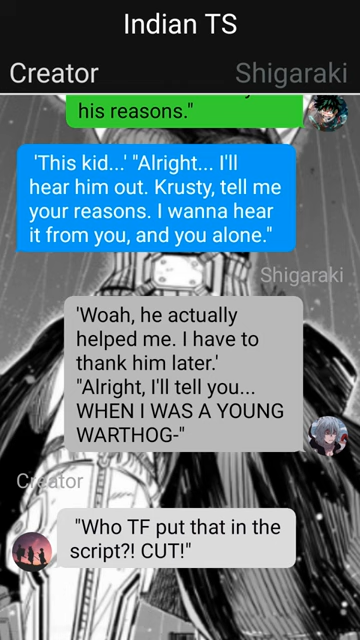 Indian TS
Creator Shigaraki
his reasons."
'This kid...' "Alright... I'll
hear him out. Krusty, tell me
your reasons. I wanna hear
it from you, and you alone."
Shigaraki
'Woah, he actually
helped me. I have to
thank him later.'
"Alright, I'll tell you...
WHEN I WAS A YOUNG
WARTHOG-"
Creator
"Who TF put that in the
script?! CUT!"